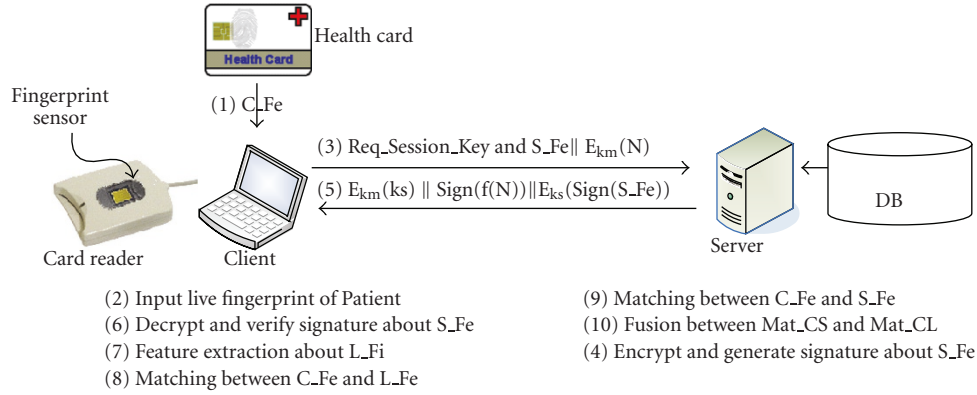 Health Card
Health card
Fingerprint
sensor
(1) C_Fe
(3) Req_Session_Key and S_Fe‖ E_km(N)
(5) E_km(ks) ‖ Sign(f(N))‖E_ks(Sign(S_Fe))
DB
Card reader
Client
Server
(2) Input live fingerprint of Patient
(6) Decrypt and verify signature about S_Fe
(7) Feature extraction about L_Fi
(8) Matching between C_Fe and L_Fe
(9) Matching between C_Fe and S_Fe
(10) Fusion between Mat_CS and Mat_CL
(4) Encrypt and generate signature about S_Fe